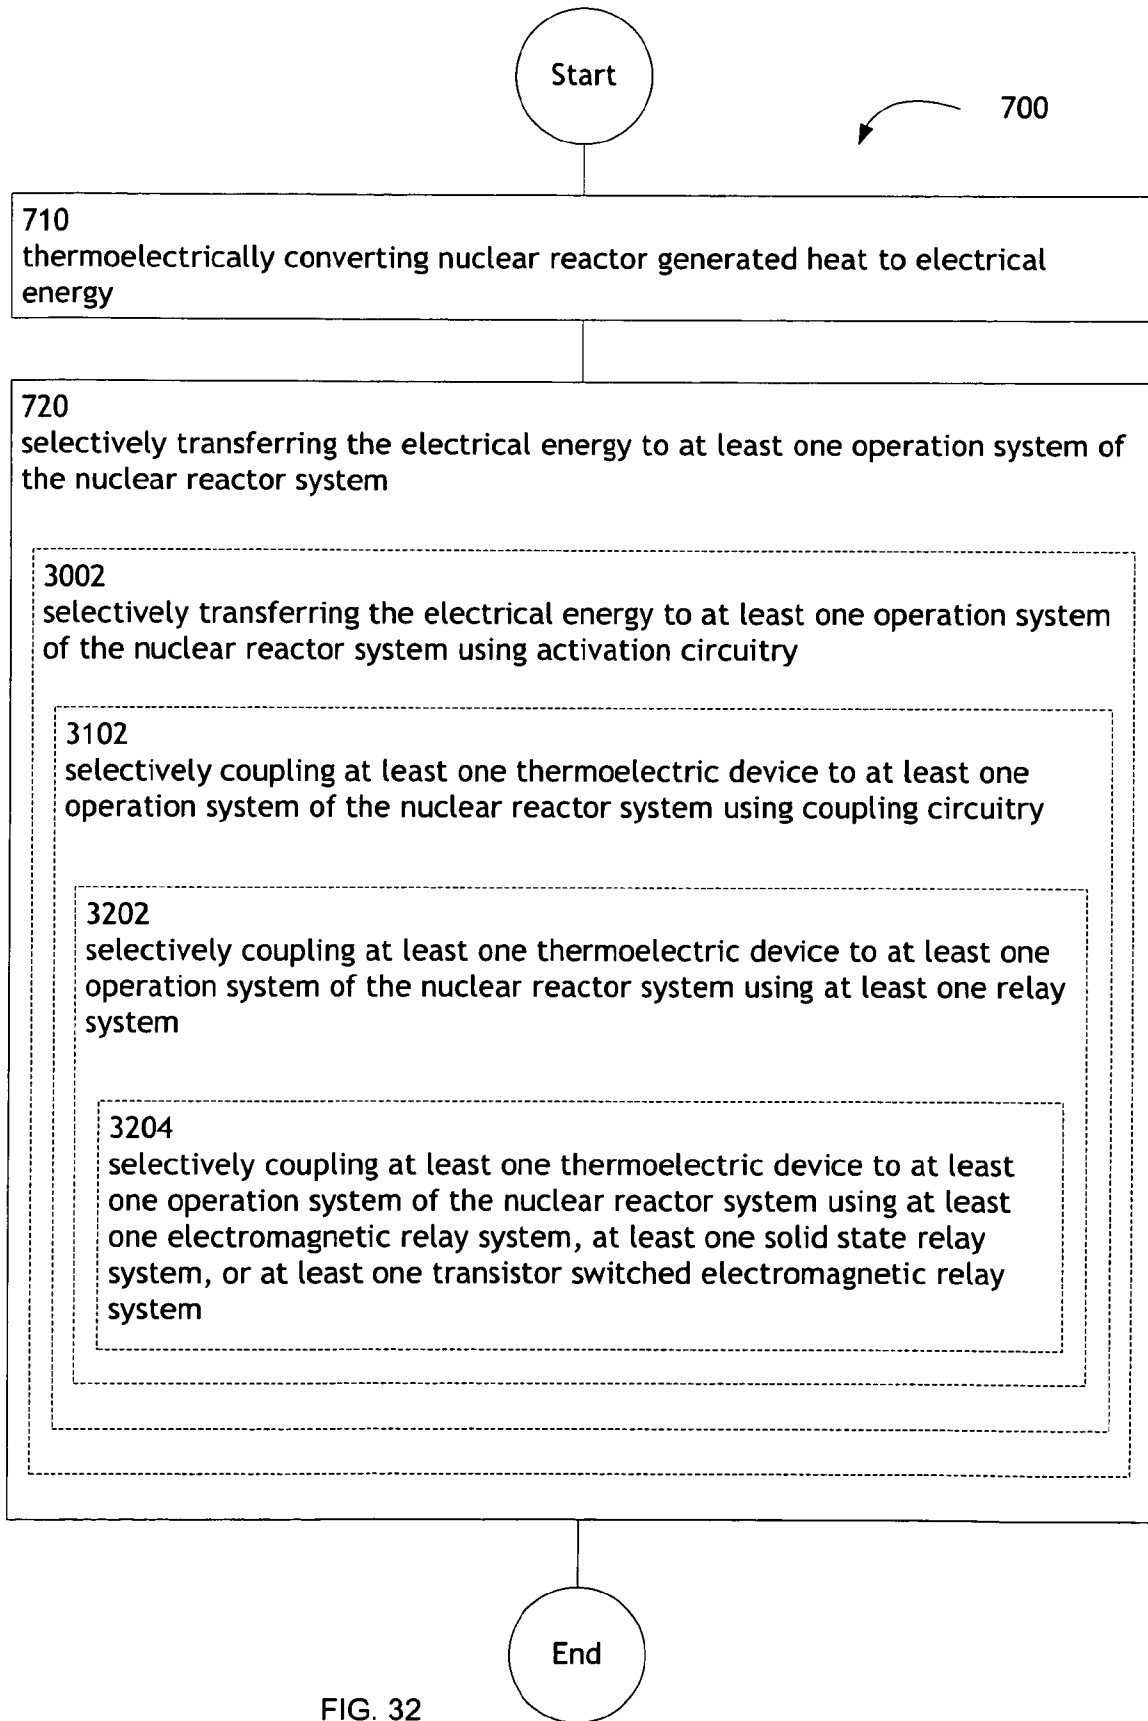 Start
700
710
thermoelectrically converting nuclear reactor generated heat to electrical
energy
720
selectively transferring the electrical energy to at least one operation system of
the nuclear reactor system
3002
selectively transferring the electrical energy to at least one operation system
of the nuclear reactor system using activation circuitry
3102
selectively coupling at least one thermoelectric device to at least one
operation system of the nuclear reactor system using coupling circuitry
3202
selectively coupling at least one thermoelectric device to at least one
operation system of the nuclear reactor system using at least one relay
system
3204
selectively coupling at least one thermoelectric device to at least
one operation system of the nuclear reactor system using at least
one electromagnetic relay system, at least one solid state relay
system, or at least one transistor switched electromagnetic relay
system
End
FIG. 32